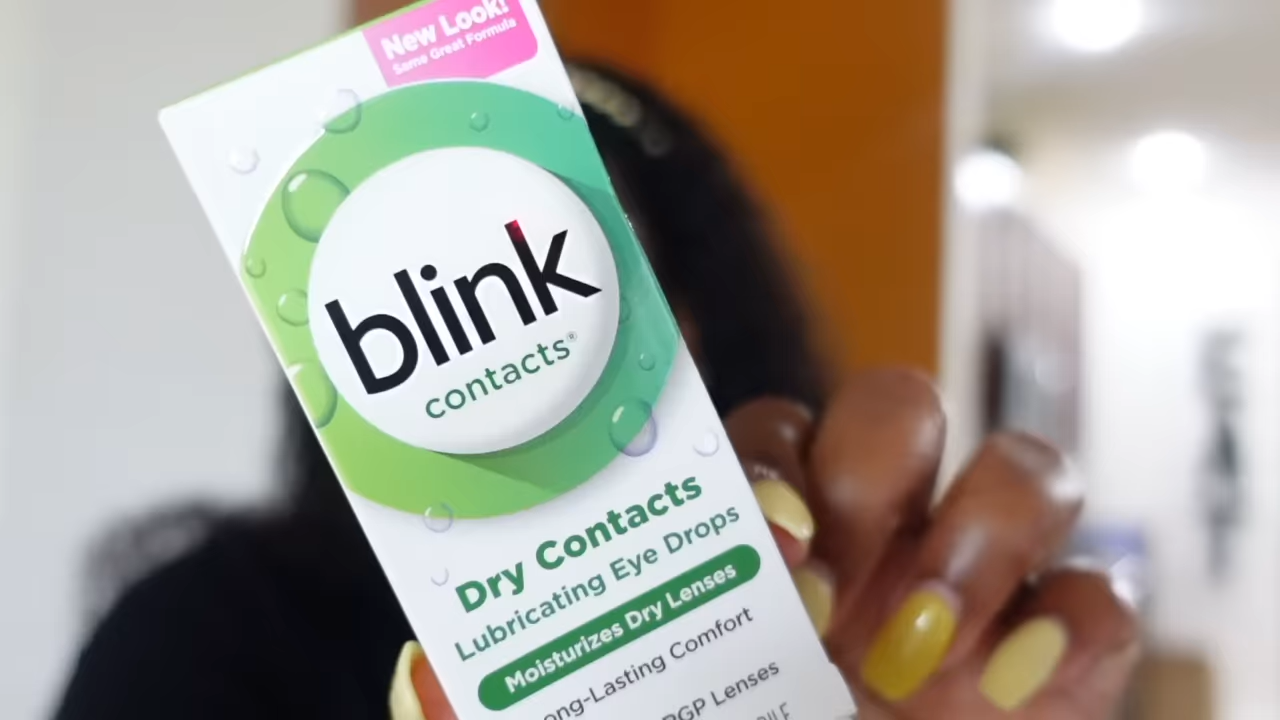 New Look!
Same Great Formula
blink
contacts®
Dry Contacts
Lubricating Eye Drops
Moisturizes Dry Lenses
ong-Lasting Comfort
RGP Lenses